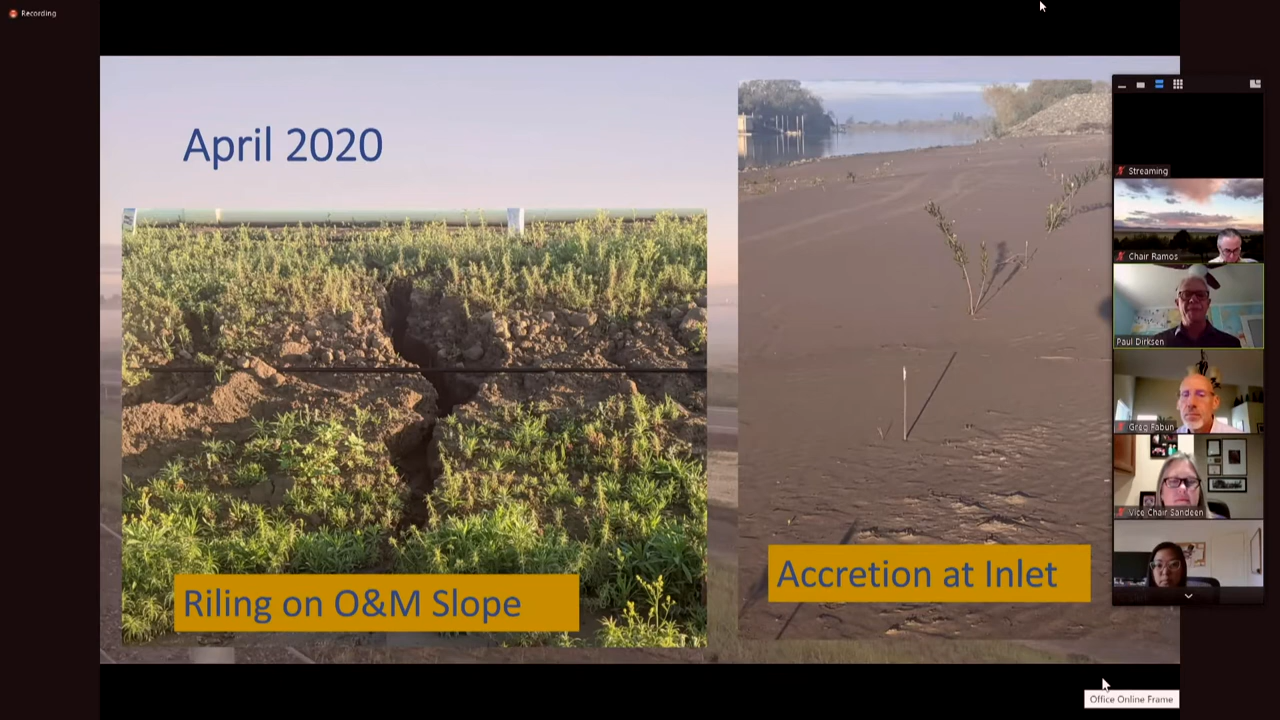 Recording
April 2020
Riling on O&M Slope
Accretion at Inlet
Streaming
Chair Ramos
Paul Dirksen
Greg Fabun
Vice Chair Sandeen
Office Online Frame